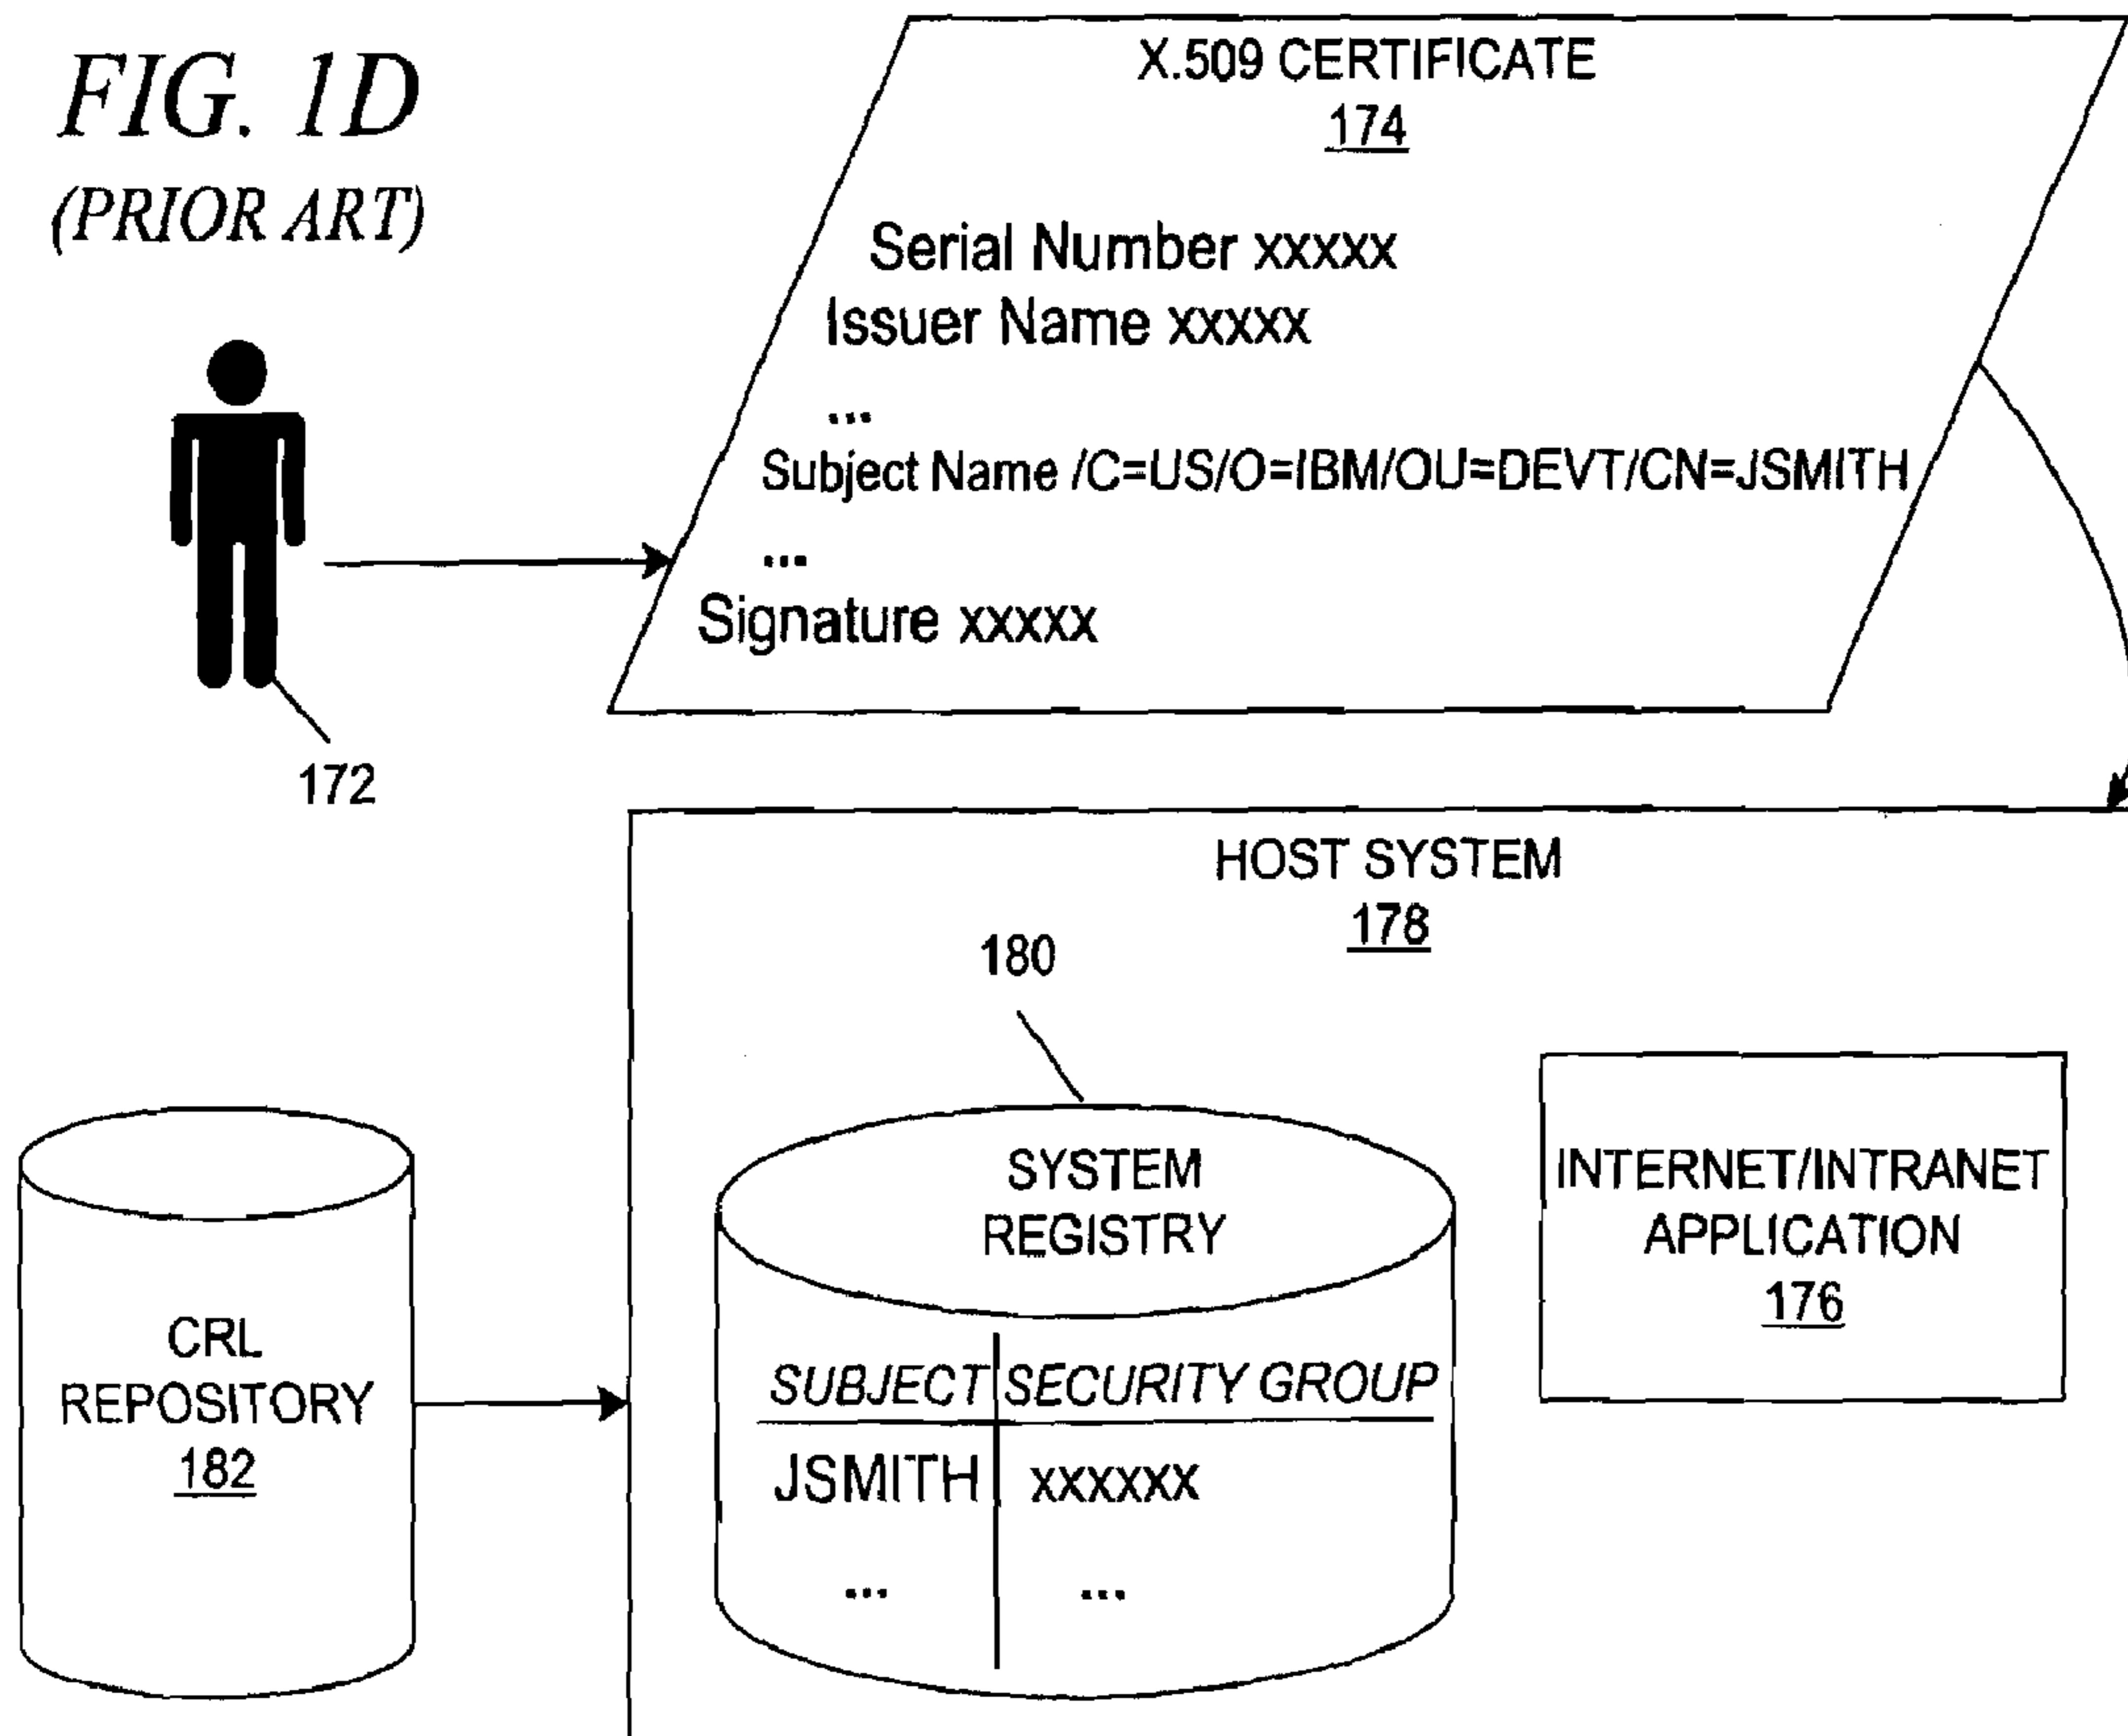 FIG. 1D
(PRIOR ART)
X.509 CERTIFICATE
174
Serial Number xxxxx
Issuer Name xxxxx
...
Subject Name /C=US/O=IBM/OU=DEVT/CN=JSMITH
...
Signature xxxxx
172
HOST SYSTEM
178
180
SYSTEM
REGISTRY
SUBJECT SECURITY GROUP
JSMITH xxxxxx
... ...
INTERNET/INTRANET
APPLICATION
176
CRL
REPOSITORY
182